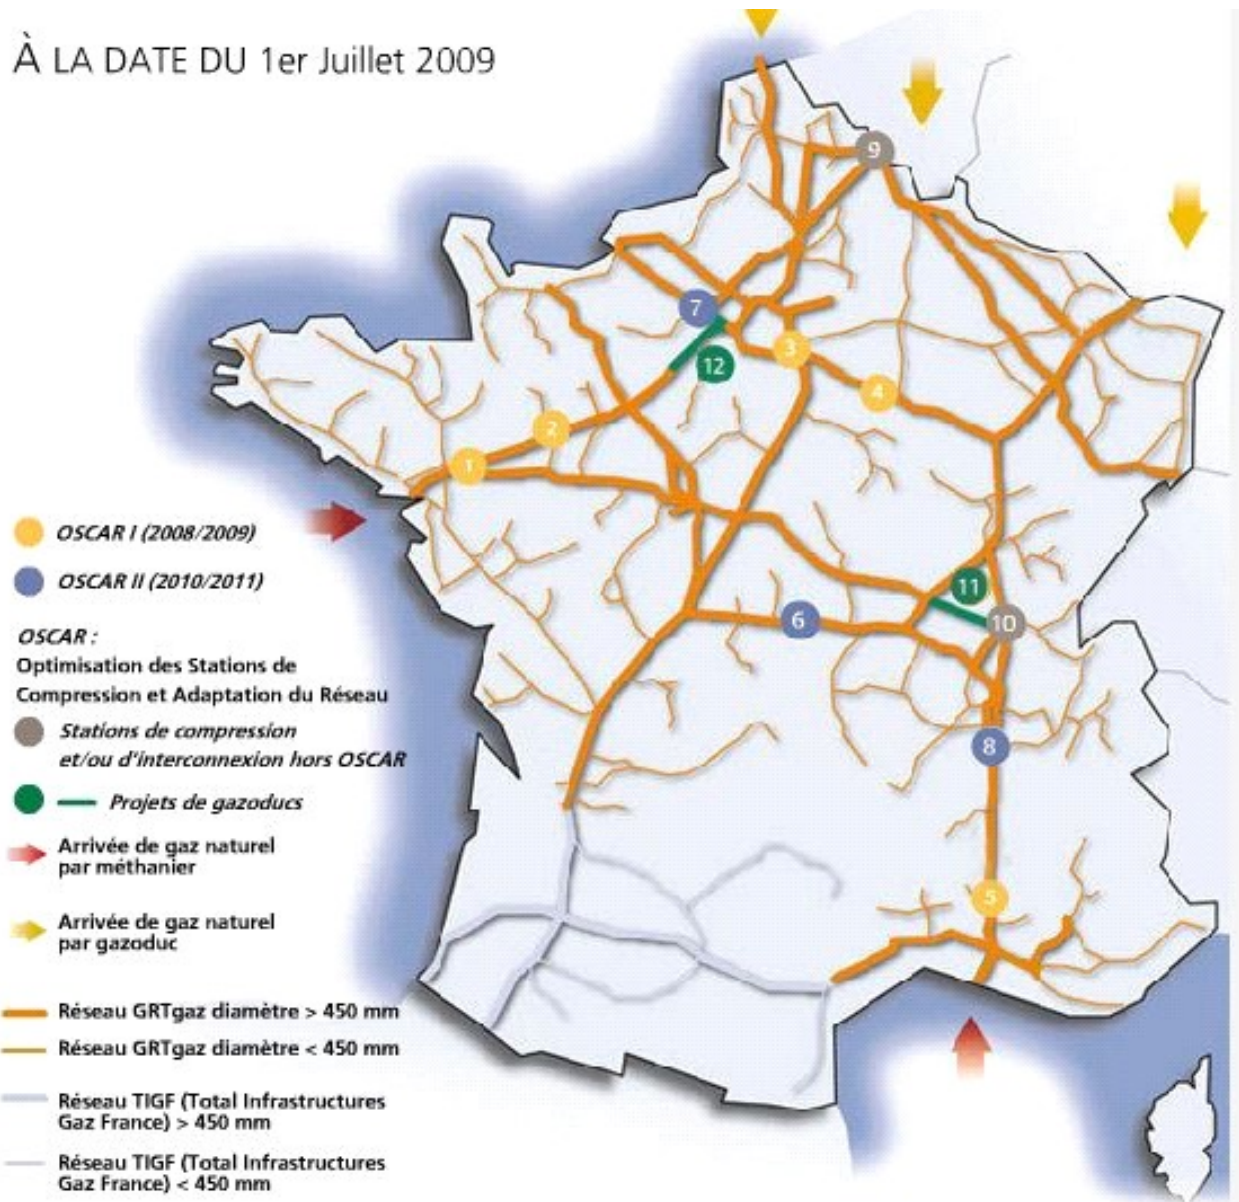 À LA DATE DU 1er Juillet 2009
9
7
3
12
4
2
1
OSCAR I (2008/2009)
OSCAR II (2010/2011)
11
6
10
OSCAR :
Optimisation des Stations de
Compression et Adaptation du Réseau
Stations de compression
et/ou d'interconnexion hors OSCAR
8
Projets de gazoducs
Arrivée de gaz naturel
par méthanier
5
Arrivée de gaz naturel
par gazoduc
Réseau GRTgaz diamètre > 450 mm
Réseau GRTgaz diamètre < 450 mm
Réseau TIGF (Total Infrastructures
Gaz France) > 450 mm
Réseau TIGF (Total Infrastructures
Gaz France) < 450 mm